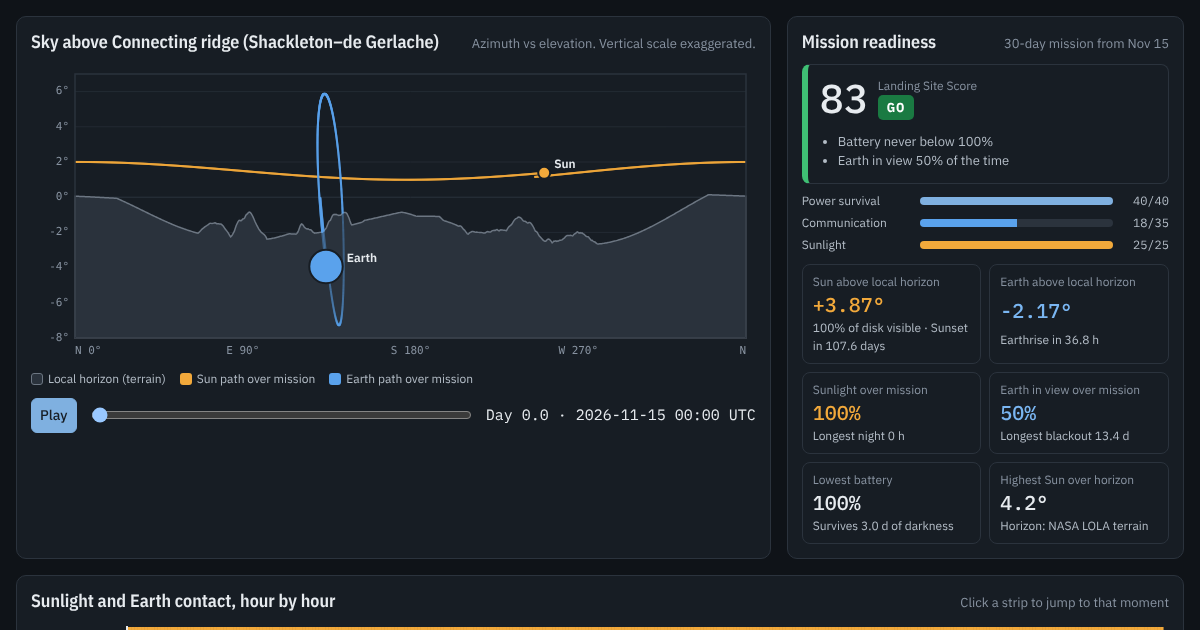 Sky above Connecting ridge (Shackleton–de Gerlache)
Azimuth vs elevation. Vertical scale exaggerated.
6°
4°
2°
0°
-2°
-4°
-6°
-8°
Sun
Earth
N 0°
E 90°
S 180°
W 270°
N
Local horizon (terrain)
Sun path over mission
Earth path over mission
Play
Day 0.0 · 2026-11-15 00:00 UTC
Mission readiness
30-day mission from Nov 15
83
Landing Site Score
GO
• Battery never below 100%
• Earth in view 50% of the time
Power survival 40/40
Communication 18/35
Sunlight 25/25
Sun above local horizon
+3.87°
100% of disk visible · Sunset
in 107.6 days
Earth above local horizon
-2.17°
Earthrise in 36.8 h
Sunlight over mission
100%
Longest night 0 h
Earth in view over mission
50%
Longest blackout 13.4 d
Lowest battery
100%
Survives 3.0 d of darkness
Highest Sun over horizon
4.2°
Horizon: NASA LOLA terrain
Sunlight and Earth contact, hour by hour
Click a strip to jump to that moment